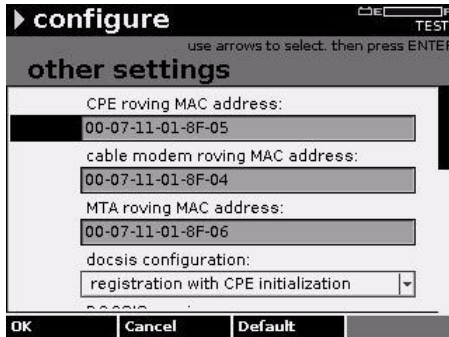 configure
E
F
TEST
use arrows to select. then press ENTER
other settings
CPE roving MAC address:
00-07-11-01-8F-05
cable modem roving MAC address:
00-07-11-01-8F-04
MTA roving MAC address:
00-07-11-01-8F-06
docsis configuration:
registration with CPE initialization
OK
Cancel
Default